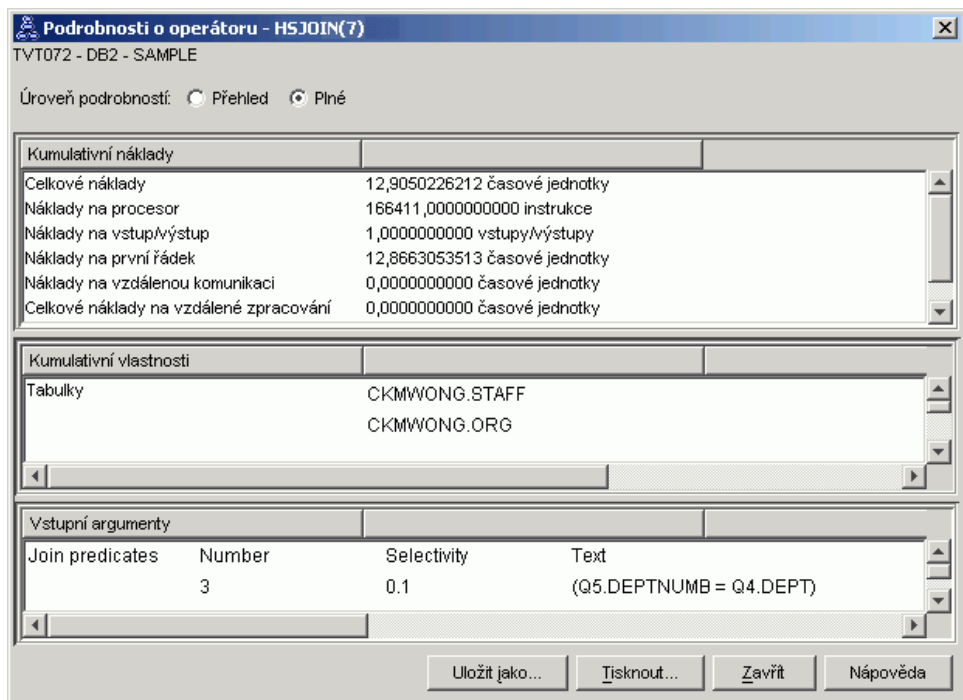 Podrobnosti o operátoru - HSJOIN(7)
TVT072 - DB2 - SAMPLE
Úroveň podrobností: Přehled Plné
Kumulativní náklady
Celkové náklady 12,9050226212 časové jednotky
Náklady na procesor 166411,0000000000 instrukce
Náklady na vstup/výstup 1,0000000000 vstupy/výstupy
Náklady na první řádek 12,8663053513 časové jednotky
Náklady na vzdálenou komunikaci 0,0000000000 časové jednotky
Celkové náklady na vzdálené zpracování 0,0000000000 časové jednotky
Kumulativní vlastnosti
Tabulky CKMWONG.STAFF
CKMWONG.ORG
Vstupní argumenty
Join predicates Number Selectivity Text
3 0.1 (Q5.DEPTNUMB = Q4.DEPT)
Uložit jako... Tisknout... Zavřít Nápověda